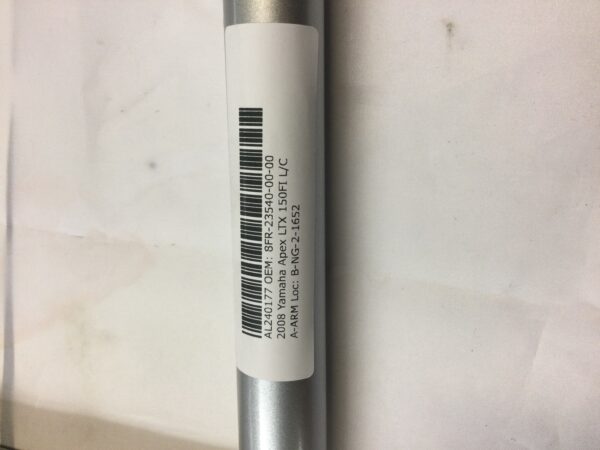 AL240177 OEM: 8FR-23540-00-00
2008 Yamaha Apex LTX 150FI L/C
A-ARM Loc: B-NG-2-1652